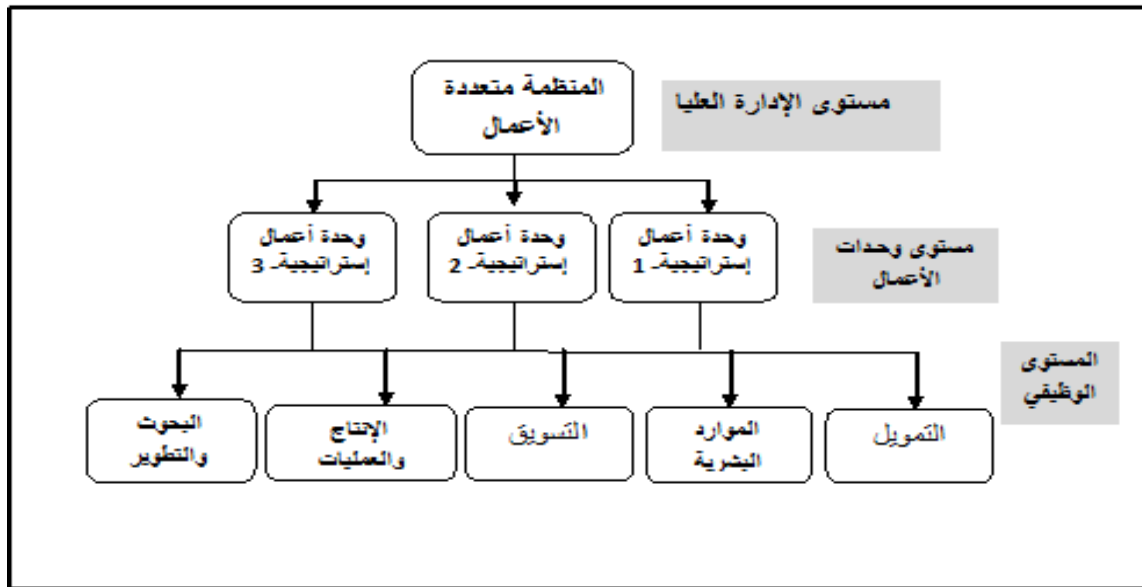 المنظمة متعددة
الأعمال
مستوى الإدارة العليا
وحدة أعمال
إستراتيجية- 1
وحدة أعمال
إستراتيجية- 2
وحدة أعمال
إستراتيجية- 3
مستوى وحدات
الأعمال
المستوى
الوظيفي
التمويل
الموارد
البشرية
التسويق
الإنتاج
والعمليات
البحوث
والتطوير